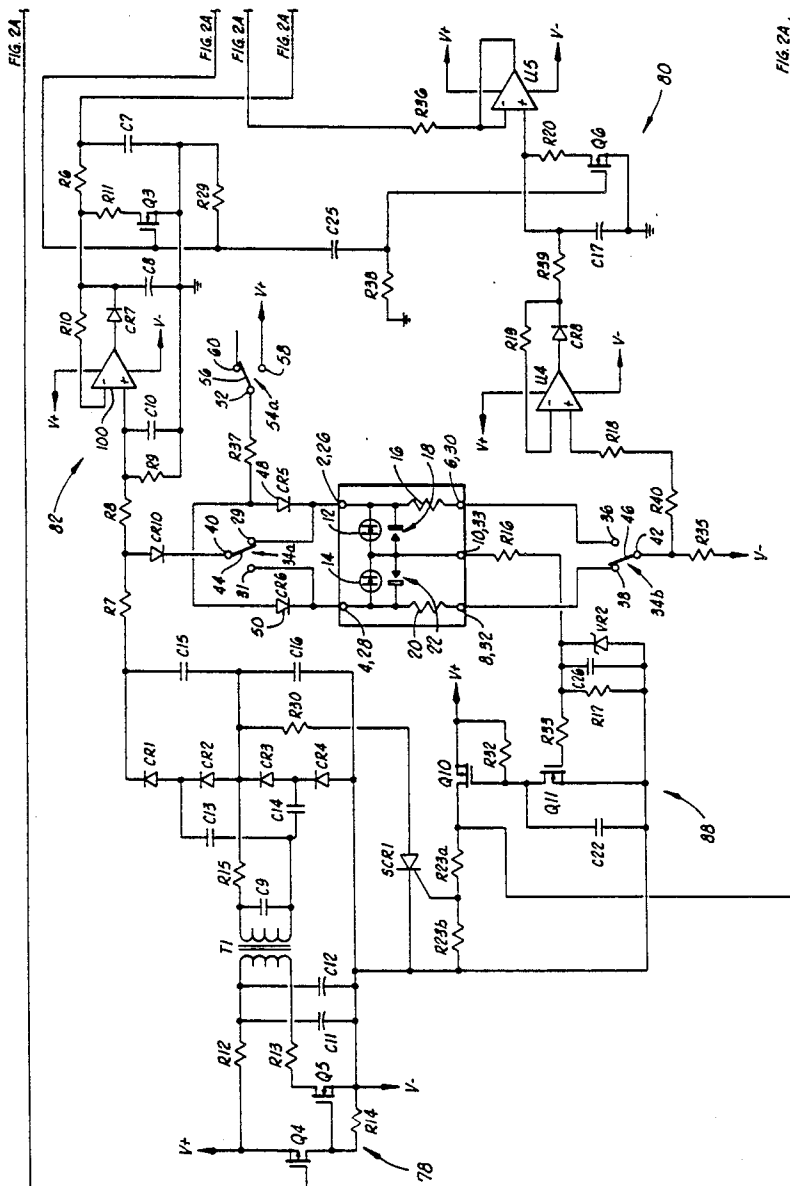 FIG. 2A
V+
R12
T1
R15
C13
CR1
CR2
CR3
CR4
C14
C9
C15
C16
R7
R8
R9
C10
82
100
V+
V-
R10
CR7
C8
R6
R11
Q3
C7
R29
FIG. 2A
FIG. 2A
FIG. 2A
Q4
Q5
R13
C11
C12
R14
V-
78
R30
CR10
40
44
29
31
34a
CR6
50
CR5
48
R37
52
56
60
54a
58
V+
C25
R38
SCR1
4,28
2,26
14
12
16
18
20
22
8,32
10,33
6,30
R16
R36
V+
V-
U5
R23b
R23a
Q10
V+
R32
R33
Q11
C22
R17
C26
VR2
88
38
36
46
42
34b
R35
V-
R40
R18
R19
U4
V+
V-
CR8
R39
C17
R20
Q6
80
FIG. 2A